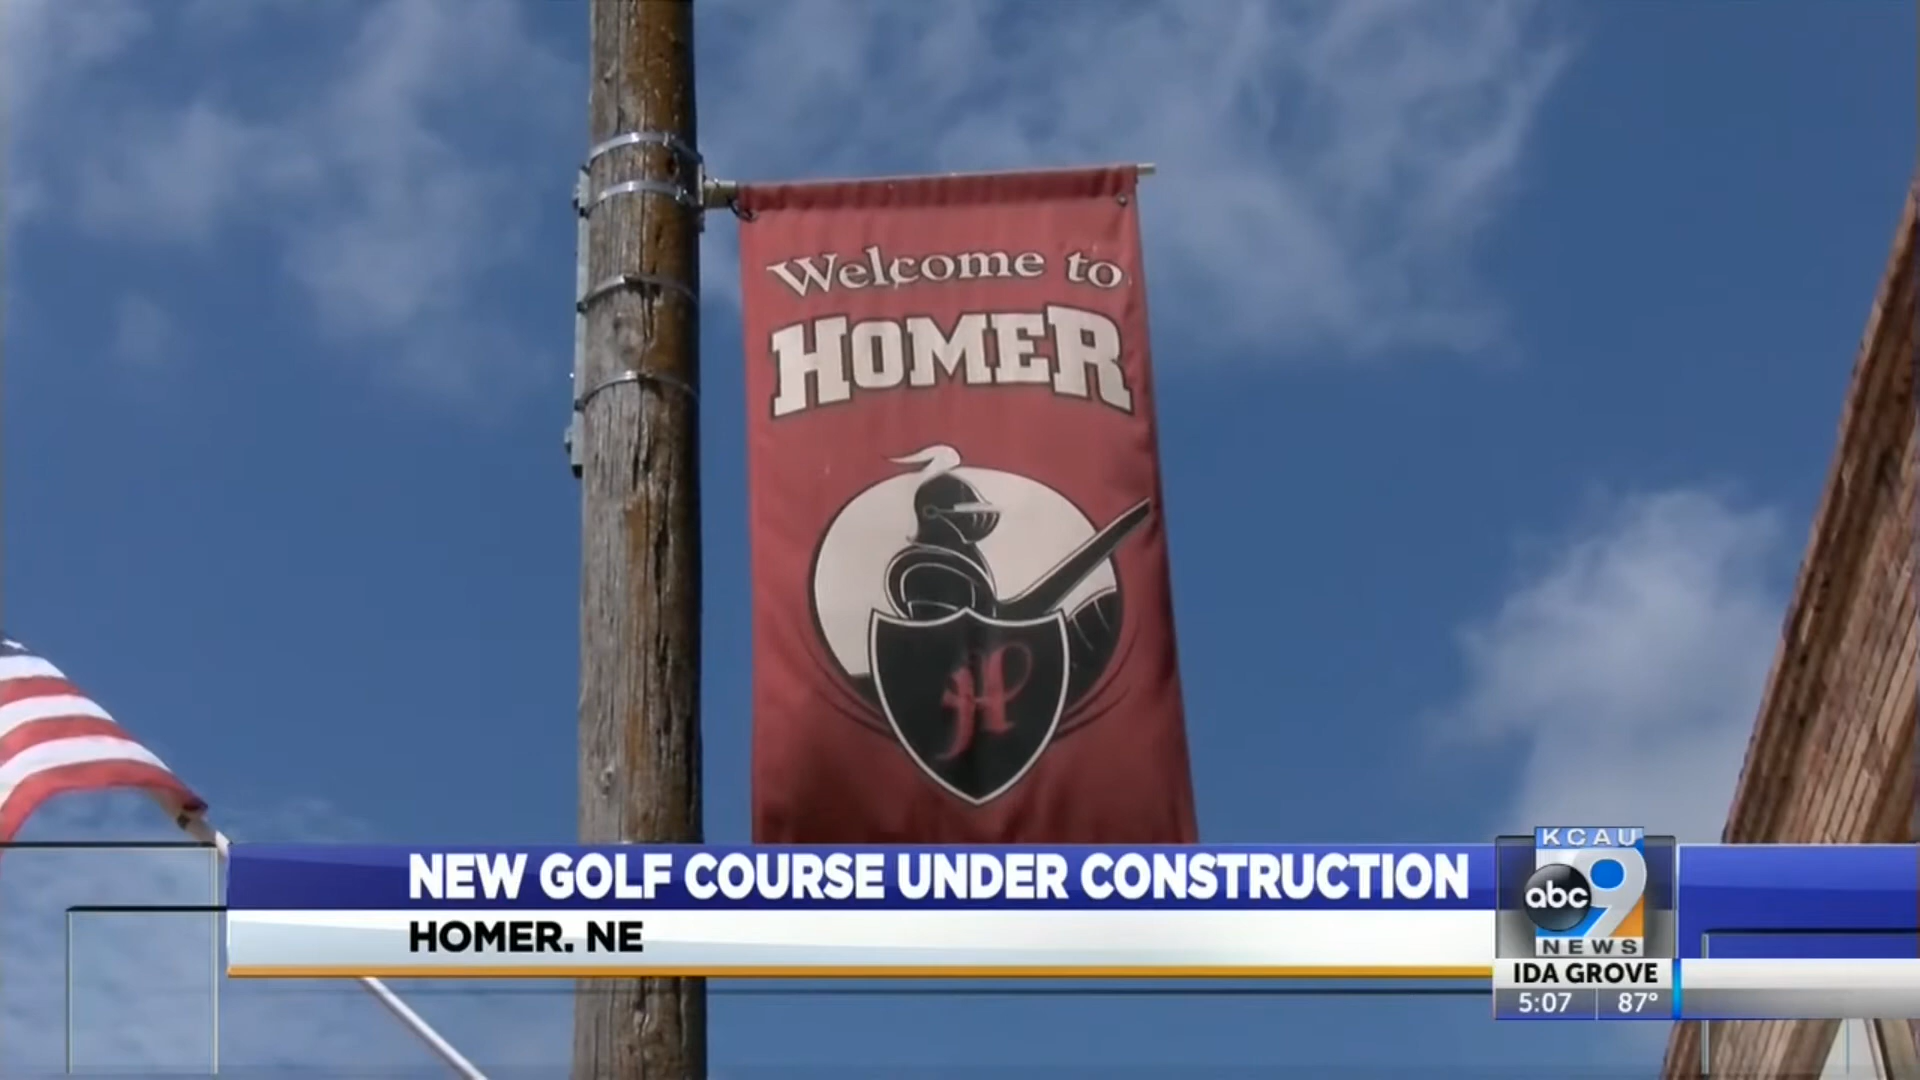 Welcome to
HOMER
H
NEW GOLF COURSE UNDER CONSTRUCTION
HOMER. NE
KCAU
abc 9
NEWS
IDA GROVE
5:07 87°